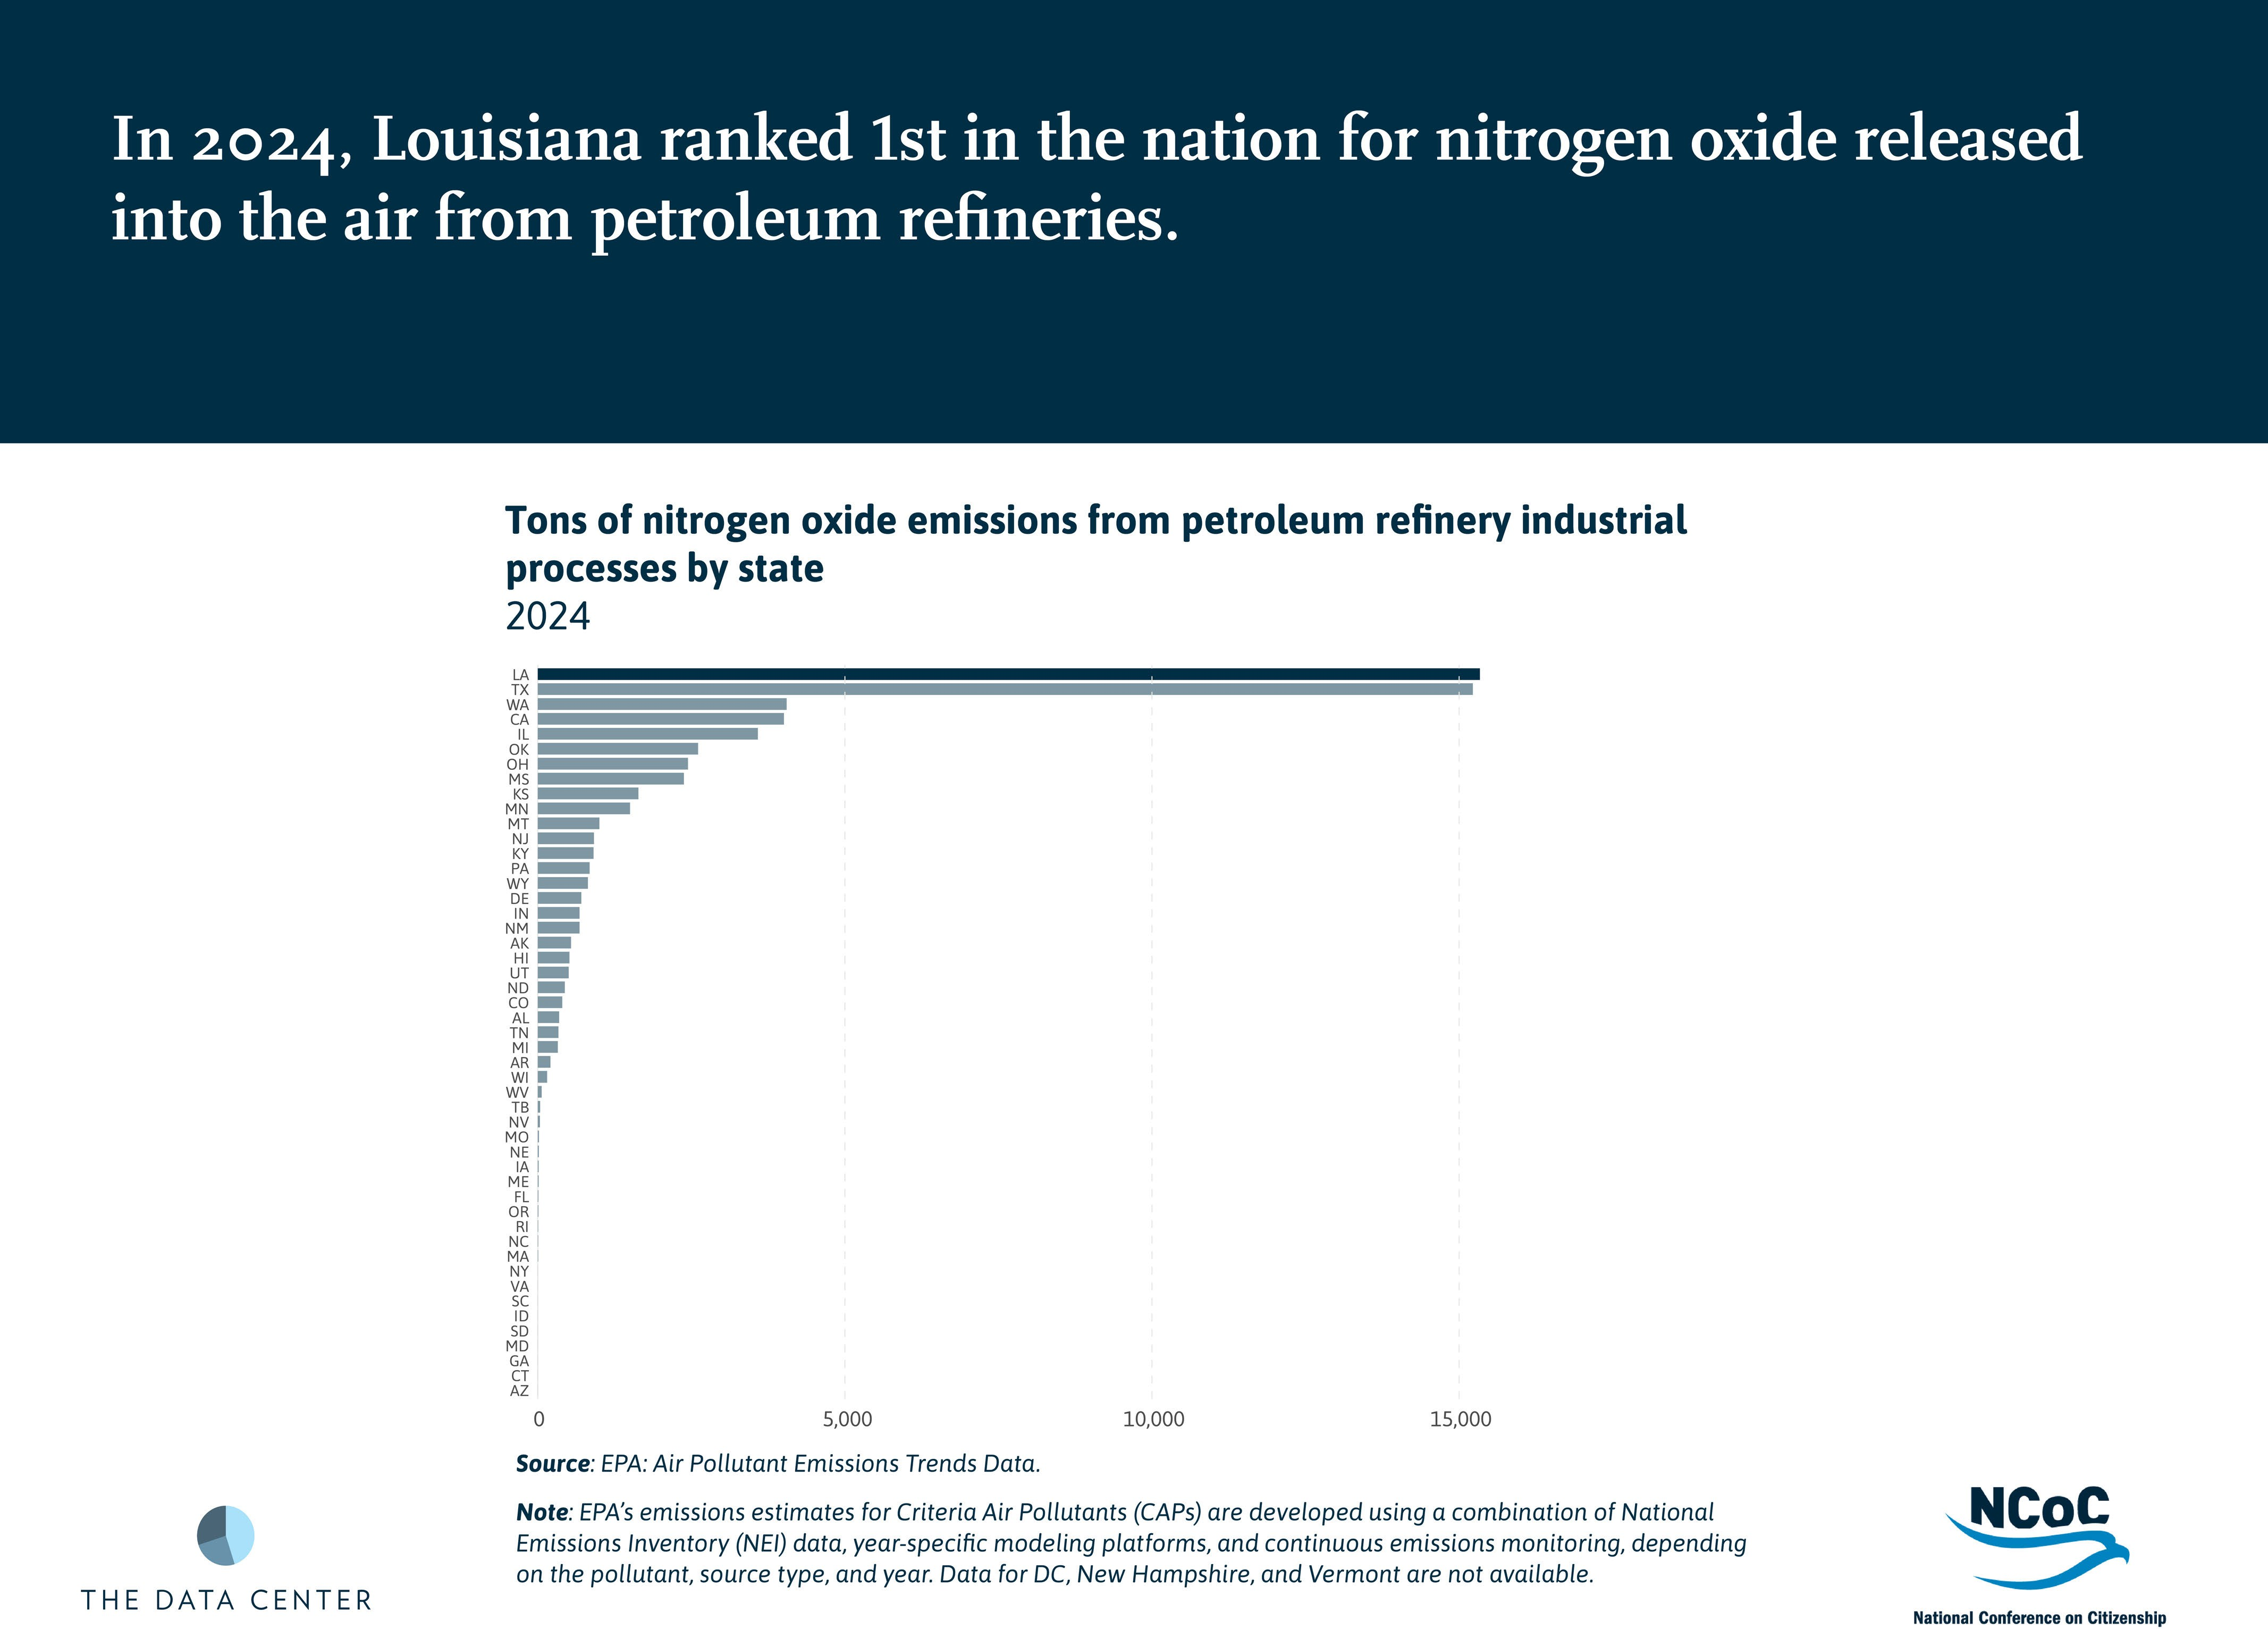 In 2024, Louisiana ranked 1st in the nation for nitrogen oxide released
into the air from petroleum refineries.
Tons of nitrogen oxide emissions from petroleum refinery industrial
processes by state
2024
LA
TX
WA
CA
IL
OK
OH
MS
KS
MN
MT
NJ
KY
PA
WY
DE
IN
NM
AK
HI
UT
ND
CO
AL
TN
MI
AR
WI
WV
TB
NV
MO
NE
IA
ME
FL
OR
RI
NC
MA
NY
VA
SC
ID
SD
MD
GA
CT
AZ
0 5,000 10,000 15,000
Source: EPA: Air Pollutant Emissions Trends Data.
Note: EPA’s emissions estimates for Criteria Air Pollutants (CAPs) are developed using a combination of National
Emissions Inventory (NEI) data, year-specific modeling platforms, and continuous emissions monitoring, depending
on the pollutant, source type, and year. Data for DC, New Hampshire, and Vermont are not available.
THE DATA CENTER
NCoC
National Conference on Citizenship